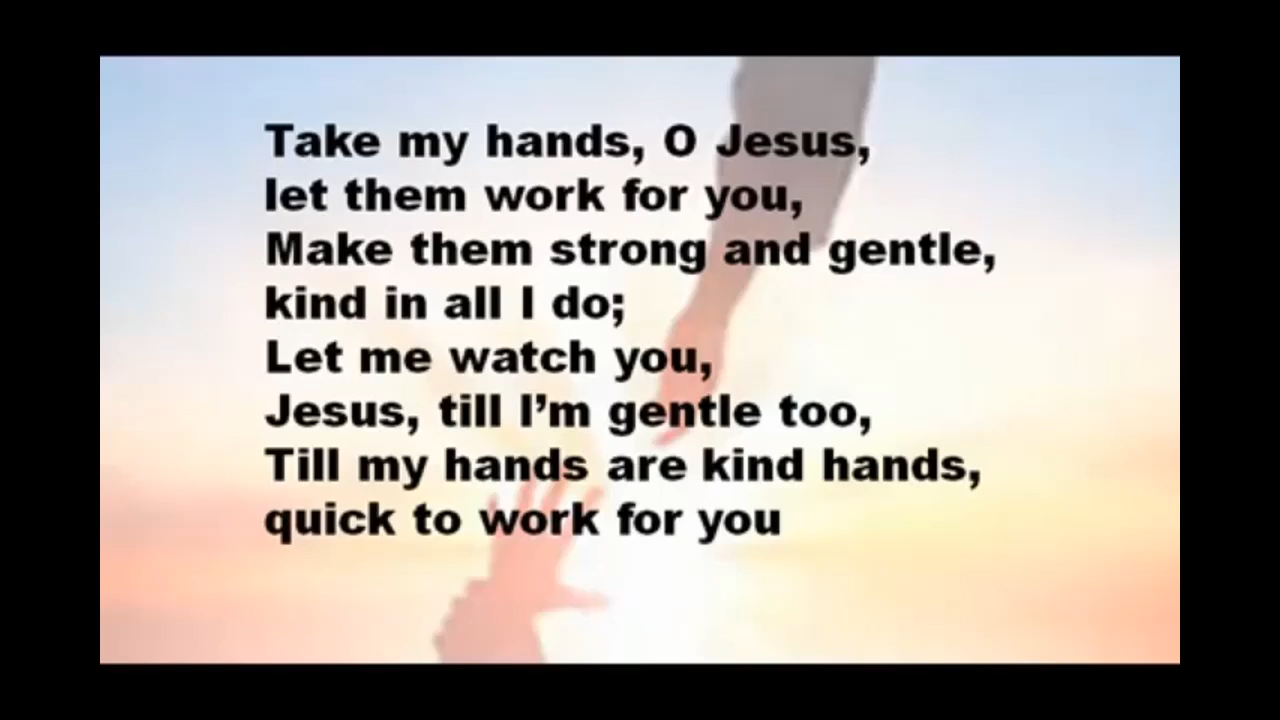 Take my hands, O Jesus,
let them work for you,
Make them strong and gentle,
kind in all I do;
Let me watch you,
Jesus, till I’m gentle too,
Till my hands are kind hands,
quick to work for you